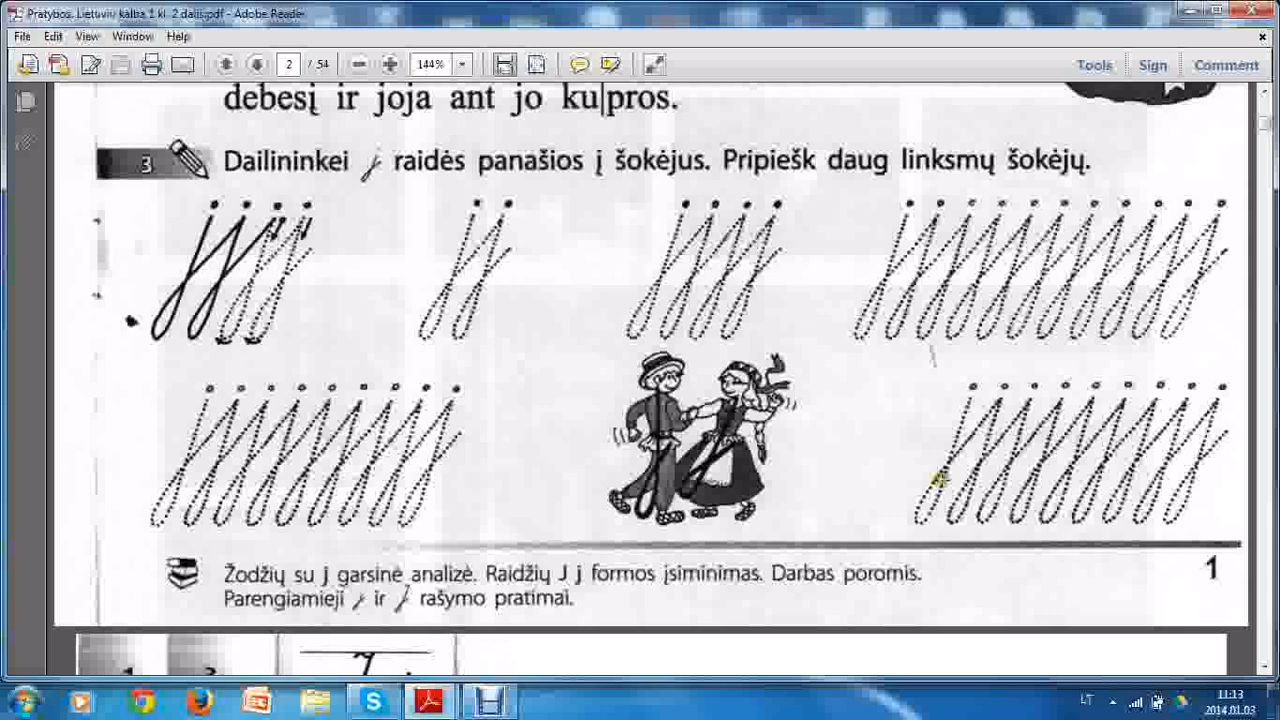 Pratybos. Lietuvių kalba 1 kl. 2 dalis.pdf - Adobe Reader
File Edit View Window Help
2 / 54 144% Tools Sign Comment
debesį ir joja ant jo ku|pros.
3 Dailininkei j raidės panašios į šokėjus. Pripiešk daug linksmų šokėjų.
Žodžių su j garsinė analizė. Raidžių J j formos įsiminimas. Darbas poromis.
Parengiamieji j ir j rašymo pratimai.
1
LT 11:13
2014.01.03